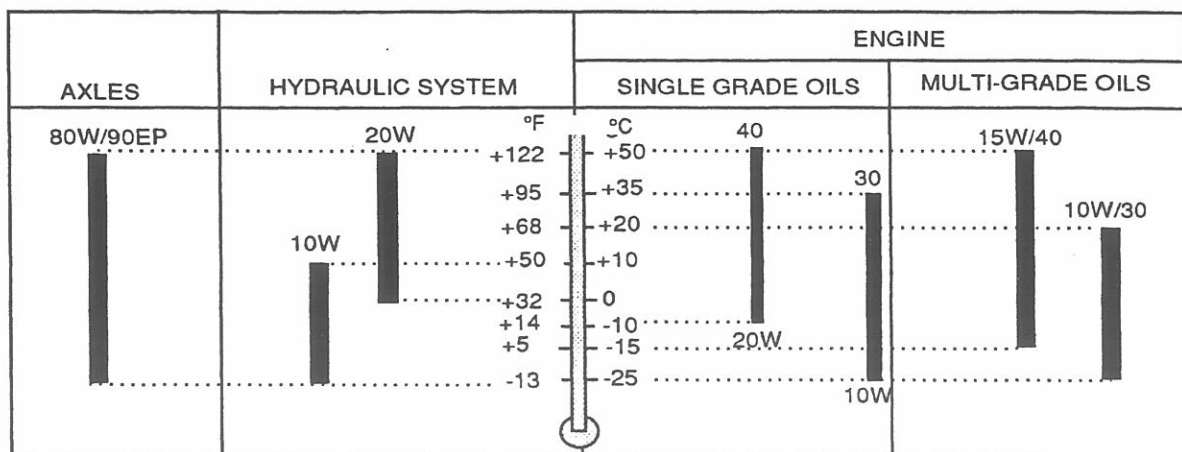 ENGINE
AXLES HYDRAULIC SYSTEM SINGLE GRADE OILS MULTI-GRADE OILS
80W/90EP 20W °F °C 40 15W/40
+122 +50
+95 +35 30
+68 +20 10W/30
10W +50 +10
+32 0
+14 -10
20W
+5 -15
-13 -25
10W